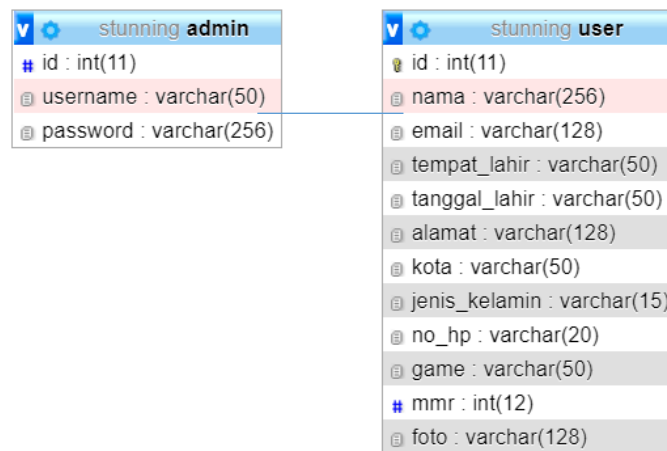 v stunning admin
# id : int(11)
username : varchar(50)
password : varchar(256)
v stunning user
id : int(11)
nama : varchar(256)
email : varchar(128)
tempat_lahir : varchar(50)
tanggal_lahir : varchar(50)
alamat : varchar(128)
kota : varchar(50)
jenis_kelamin : varchar(15)
no_hp : varchar(20)
game : varchar(50)
# mmr : int(12)
foto : varchar(128)